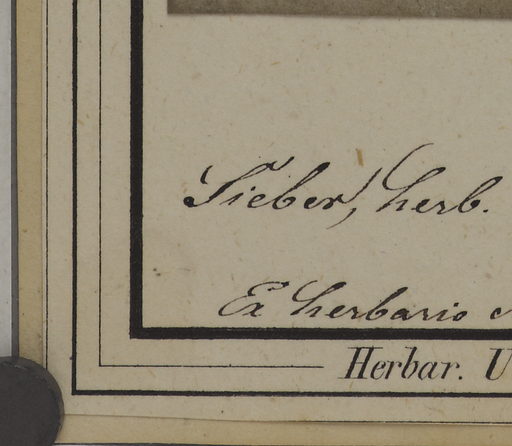 Sieber, herb.
Ex herbario
Herbar. U